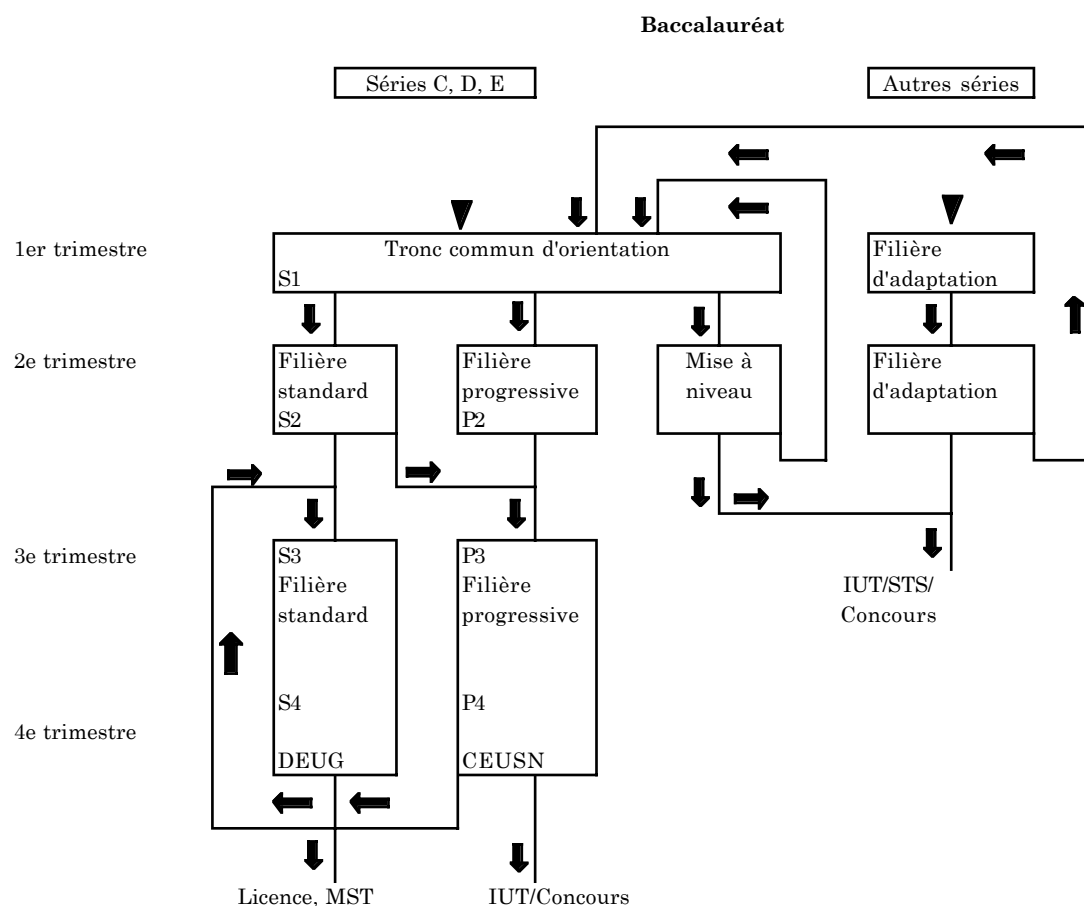 Baccalauréat
Séries C, D, E
Autres séries
1er trimestre
Tronc commun d'orientation
S1
Filière
d'adaptation
2e trimestre
Filière
standard
S2
Filière
progressive
P2
Mise à
niveau
Filière
d'adaptation
3e trimestre
S3
Filière
standard
P3
Filière
progressive
IUT/STS/
Concours
S4
P4
4e trimestre
DEUG
CEUSN
Licence, MST
IUT/Concours